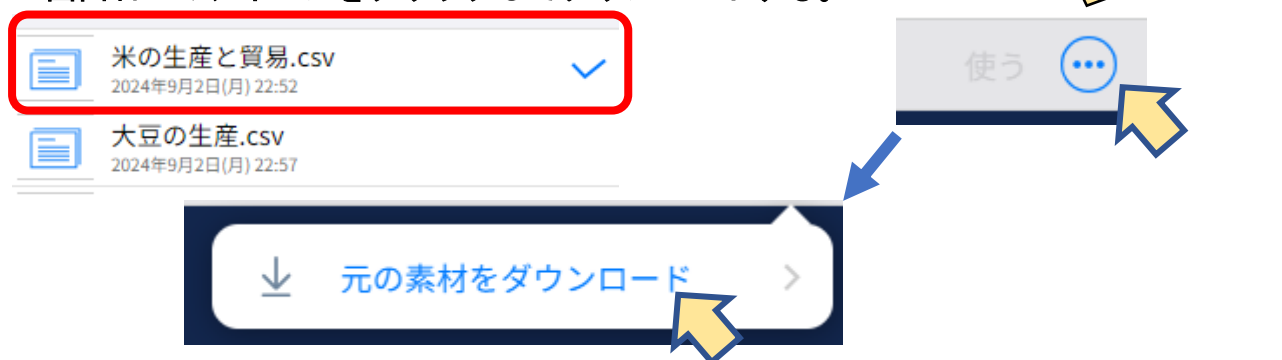 米の生産と貿易.csv
2024年9月2日(月) 22:52
使う
大豆の生産.csv
2024年9月2日(月) 22:57
元の素材をダウンロード